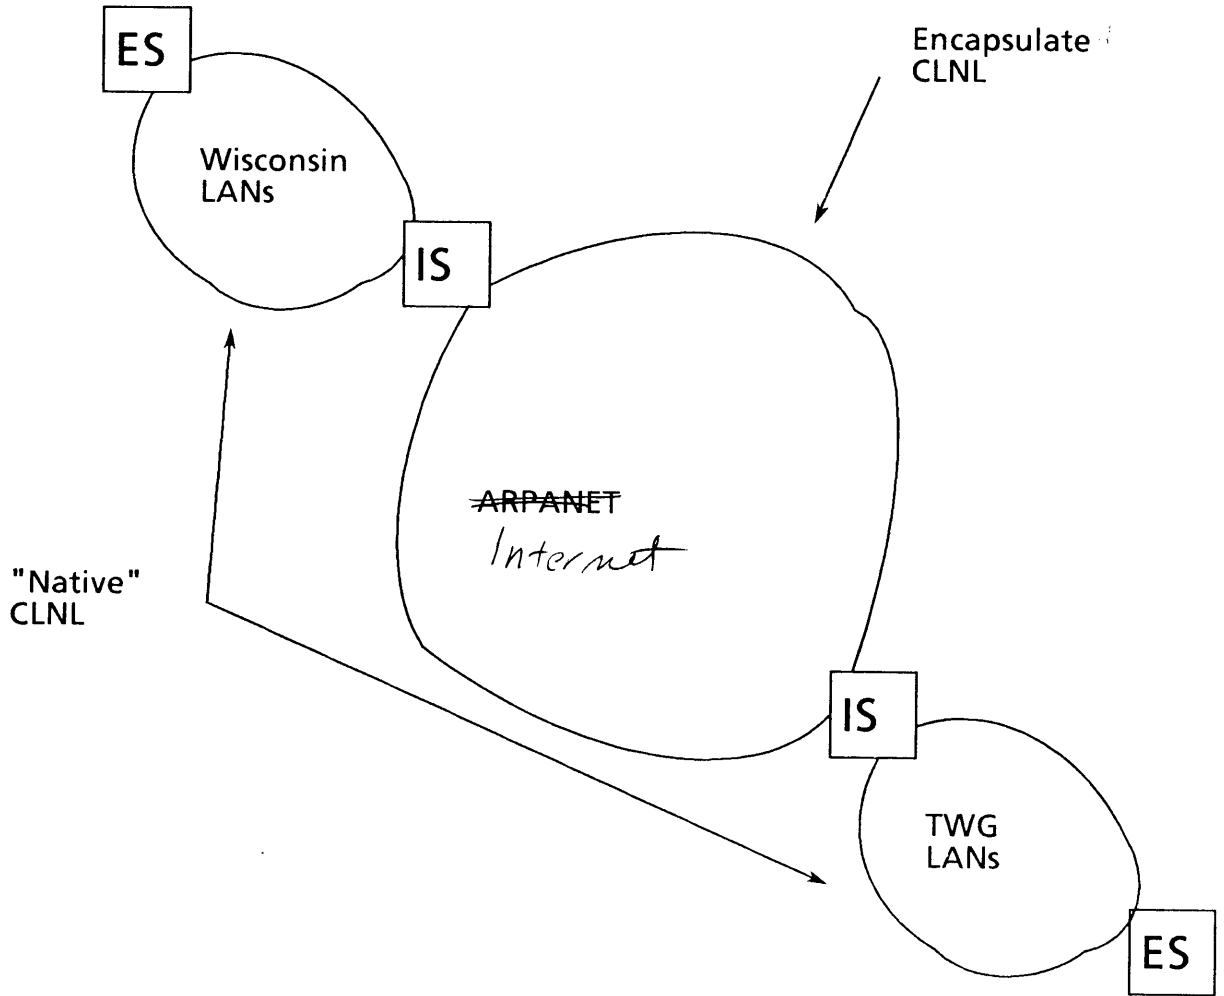 ES
Encapsulate
CLNL
Wisconsin
LANs
IS
ARPANET
Internet
"Native"
CLNL
IS
TWG
LANs
ES